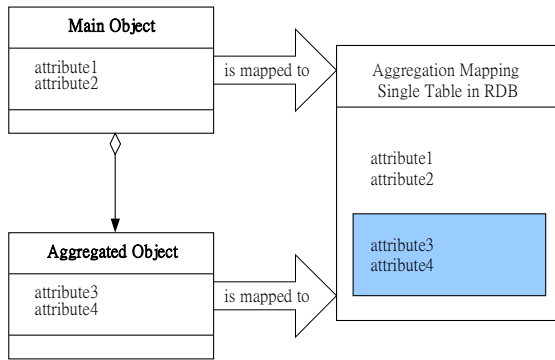 Main Object
attribute1
attribute2
is mapped to
Aggregation Mapping
Single Table in RDB
attribute1
attribute2
attribute3
attribute4
Aggregated Object
attribute3
attribute4
is mapped to